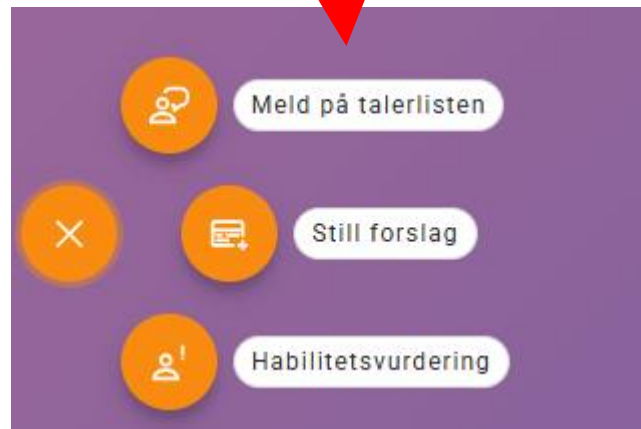 Meld på talerlisten
Still forslag
Habilitetsvurdering